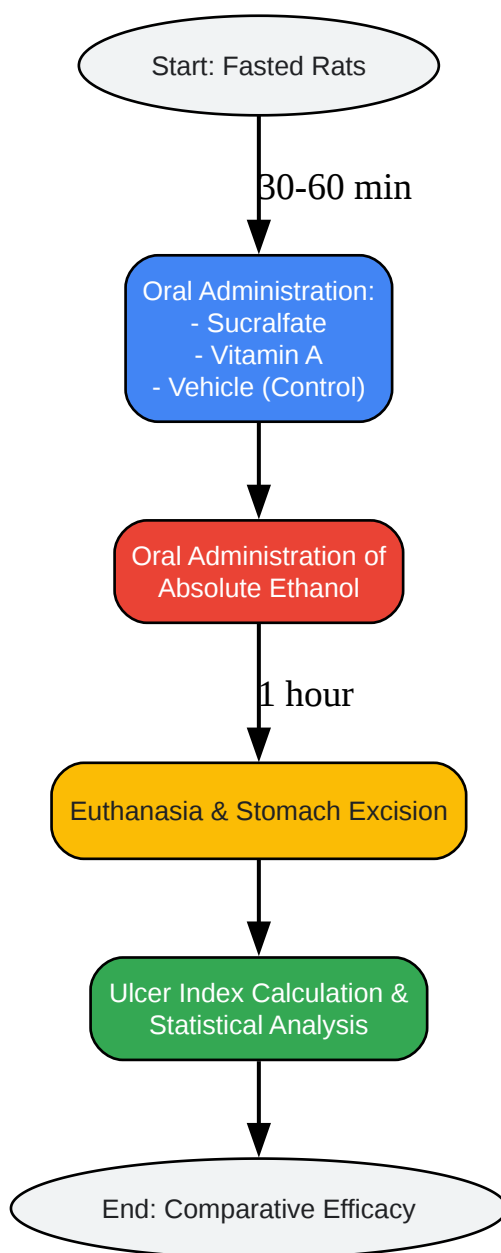 Start: Fasted Rats
30-60 min
Oral Administration:
- Sucralfate
- Vitamin A
- Vehicle (Control)
Oral Administration of
Absolute Ethanol
1 hour
Euthanasia & Stomach Excision
Ulcer Index Calculation &
Statistical Analysis
End: Comparative Efficacy